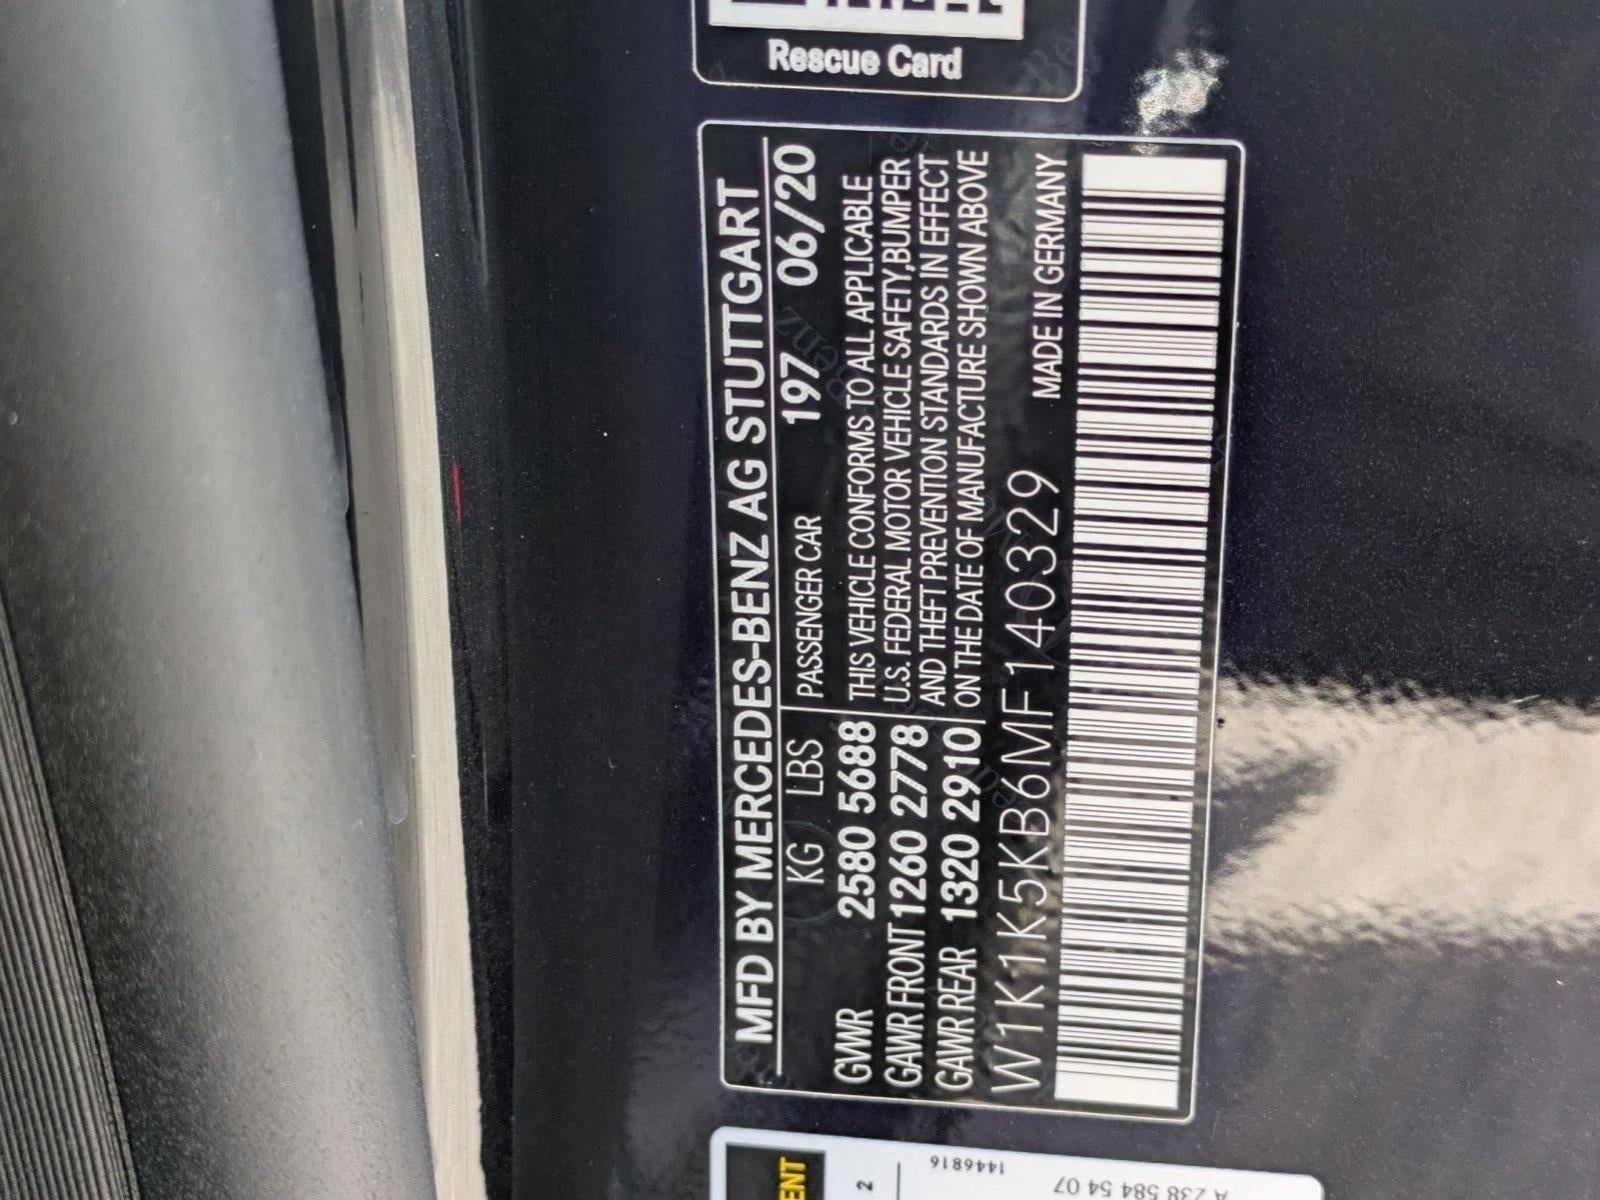 Rescue Card
MFD BY MERCEDES-BENZ AG STUTTGART
KG LBS PASSENGER CAR 197 06/20
GVWR 2580 5688 THIS VEHICLE CONFORMS TO ALL APPLICABLE
GAWR FRONT 1260 2778 U.S. FEDERAL MOTOR VEHICLE SAFETY,BUMPER
GAWR REAR 1320 2910 AND THEFT PREVENTION STANDARDS IN EFFECT
ON THE DATE OF MANUFACTURE SHOWN ABOVE
W1K1K5KB6MF140329 MADE IN GERMANY
ENT
2
1446816
A 238 584 54 07